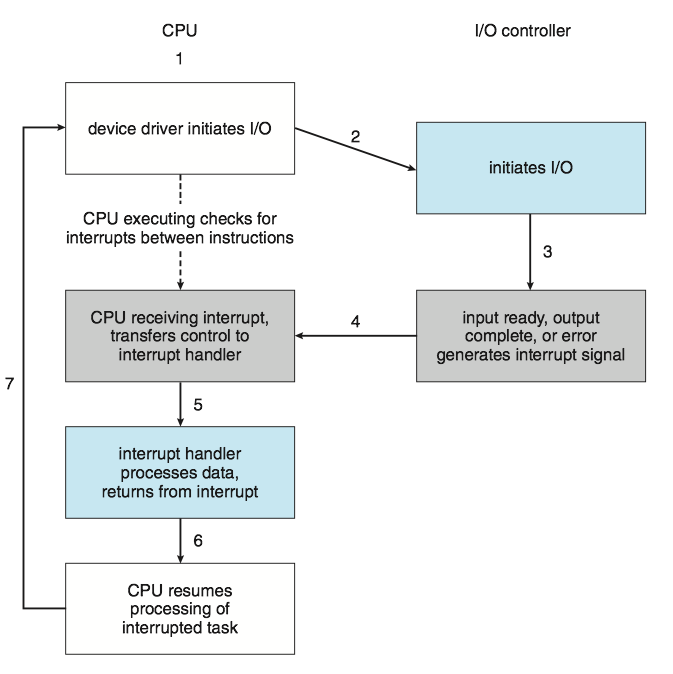 CPU
I/O controller
1
device driver initiates I/O
2
initiates I/O
CPU executing checks for
interrupts between instructions
3
CPU receiving interrupt,
transfers control to
interrupt handler
4
input ready, output
complete, or error
generates interrupt signal
7
5
interrupt handler
processes data,
returns from interrupt
6
CPU resumes
processing of
interrupted task